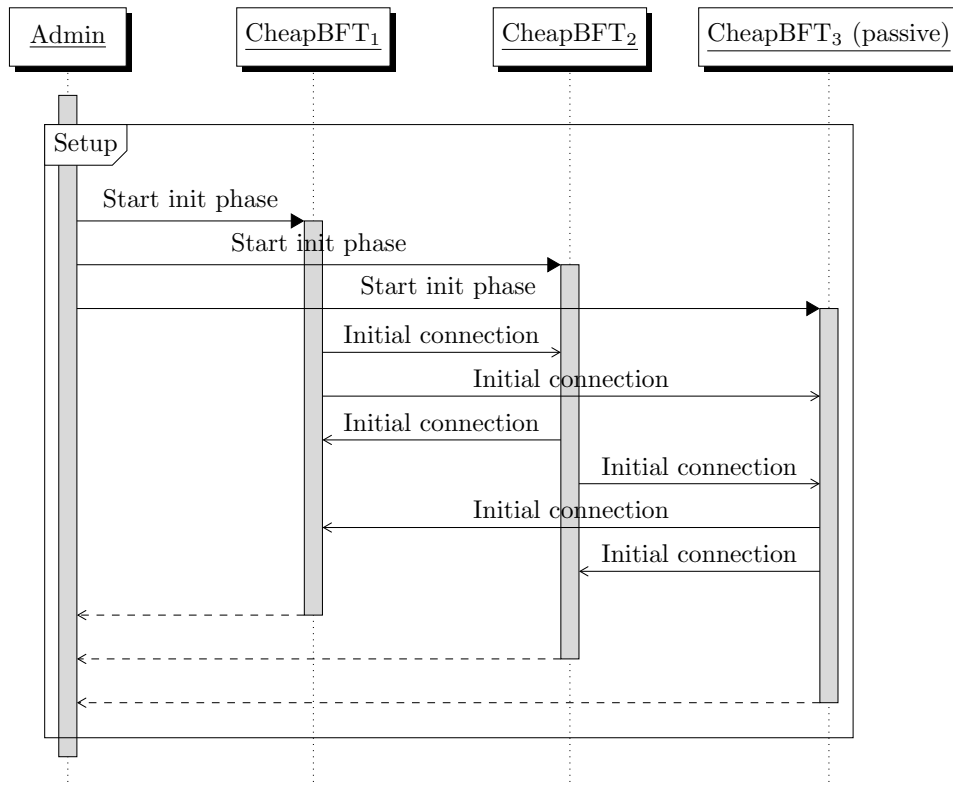 Admin
CheapBFT₁
CheapBFT₂
CheapBFT₃ (passive)
Setup
Start init phase
Start init phase
Start init phase
Initial connection
Initial connection
Initial connection
Initial connection
Initial connection
Initial connection